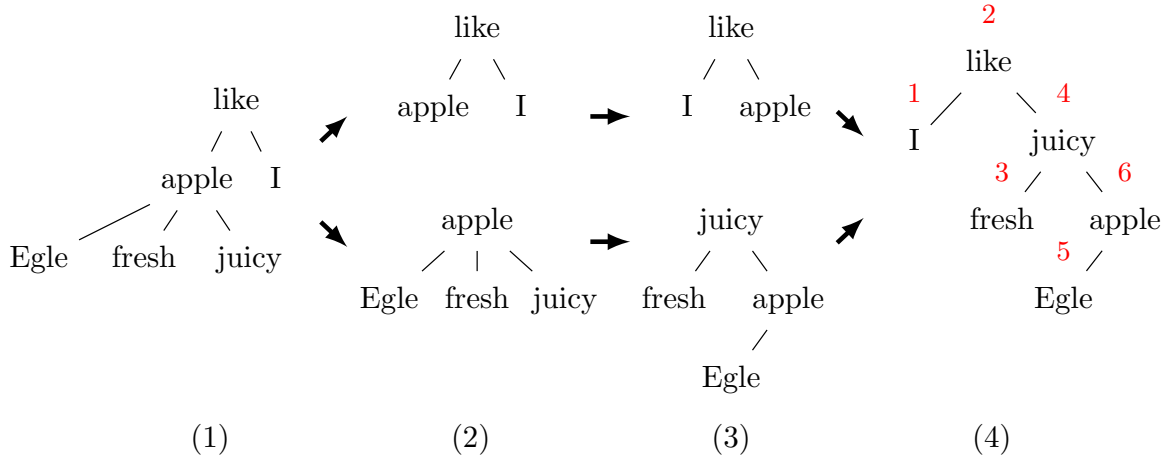 like
apple I
Egle fresh juicy
(1)
like
apple I
apple
Egle fresh juicy
(2)
like
I apple
juicy
fresh apple
Egle
(3)
2
like
1 4
I juicy
3 6
fresh apple
5
Egle
(4)